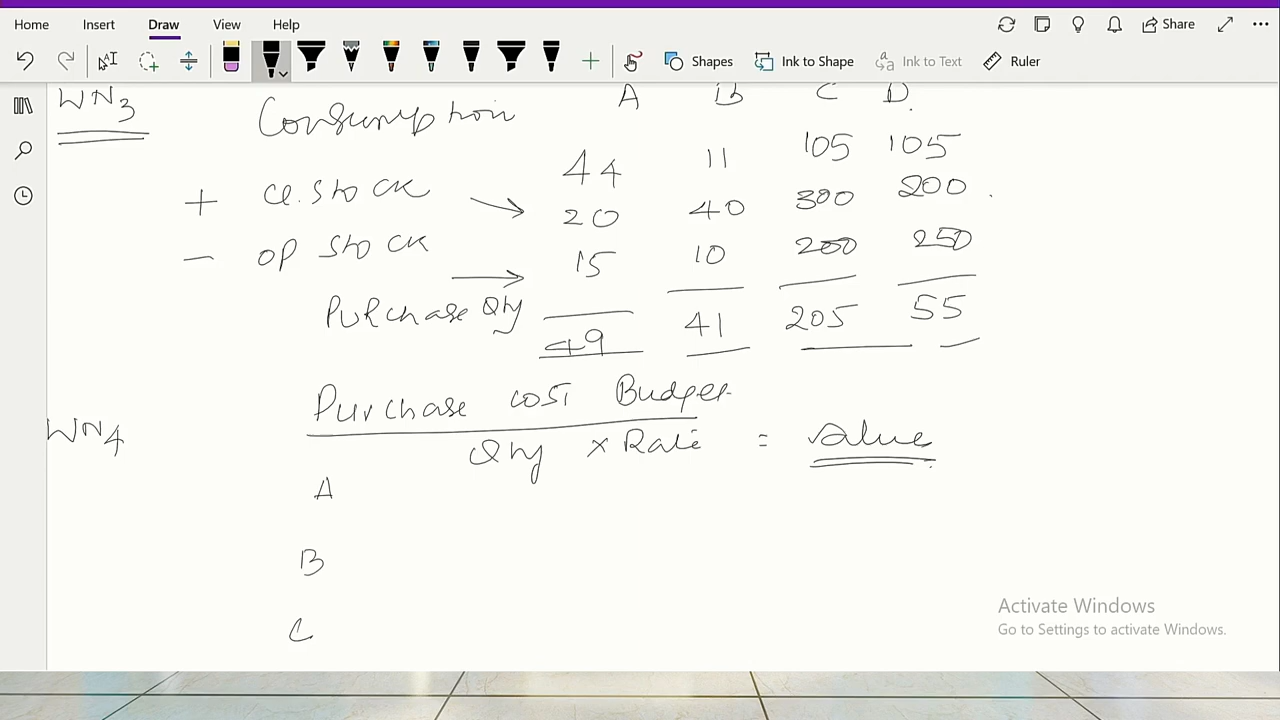 Home Insert Draw View Help Share
Shapes Ink to Shape Ink to Text Ruler
WN3 Consumption A B C D.
44 11 105 105
+ Cl. Stock 20 40 300 200
- OP Stock 15 10 200 250
Purchase Qty 49 41 205 55
WN4 Purchase Cost Budget
Qty x Rate = Value
A
B
C
Activate Windows
Go to Settings to activate Windows.